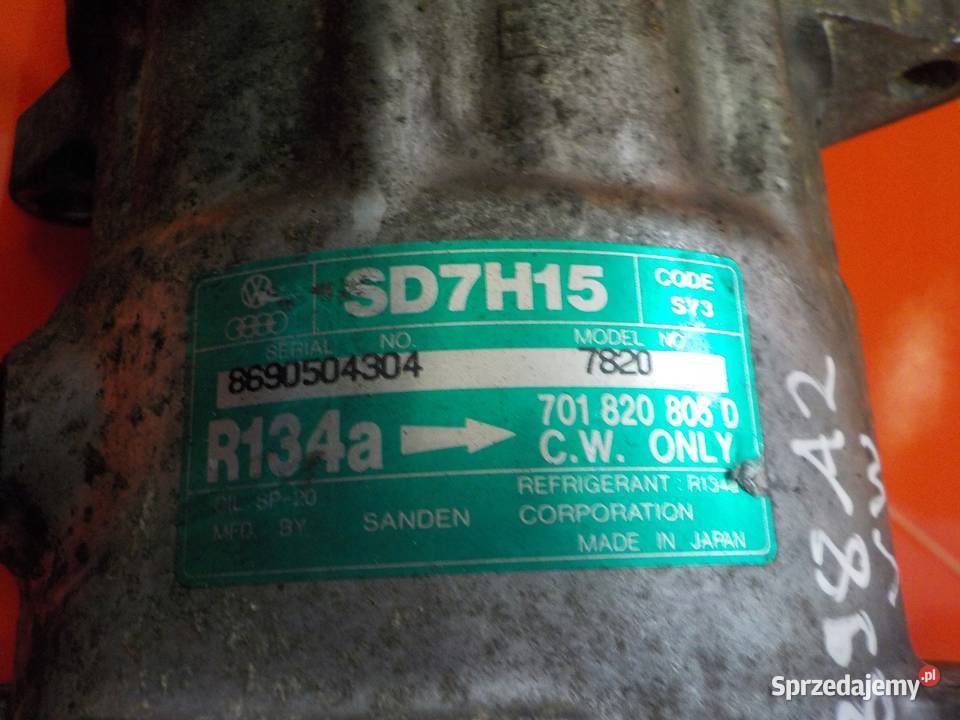 SD7H15
CODE
SV3
SERIAL NO.
MODEL NO.
8690504304
7820
R134a
701 820 805 D
C.W. ONLY
OIL SP-20
REFRIGERANT : R134a
MFD. BY SANDEN CORPORATION
MADE IN JAPAN
Sprzedajemy.pl